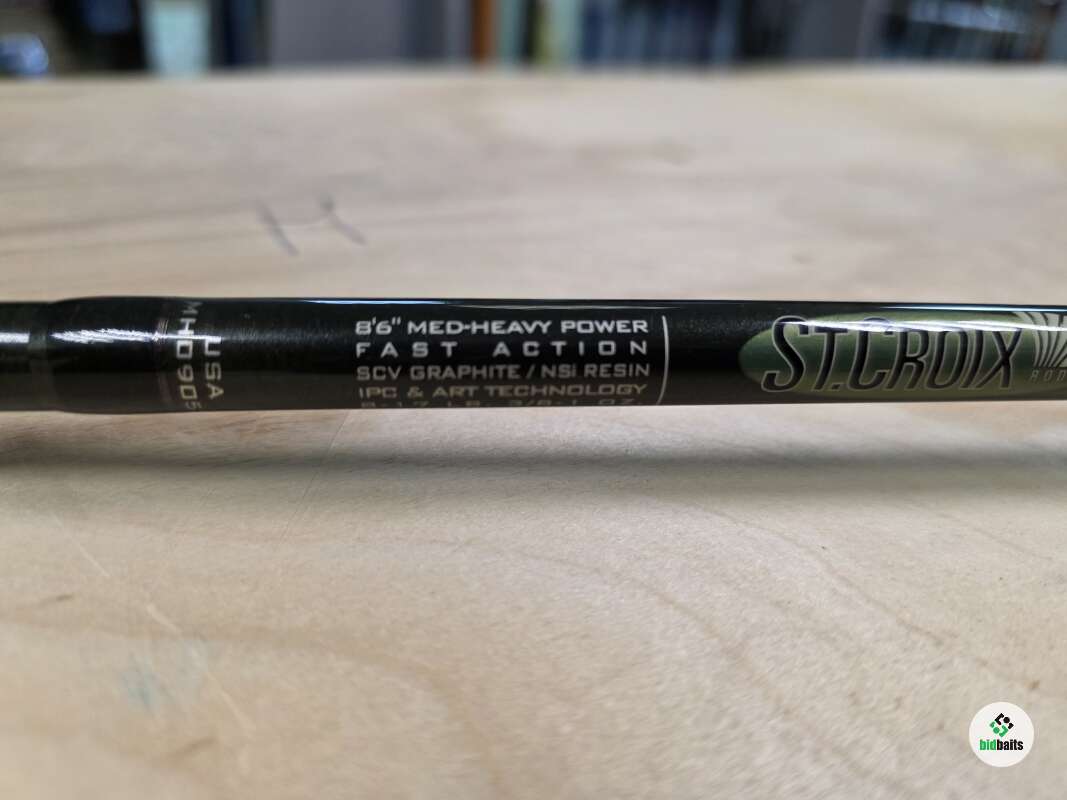 8'6" MED-HEAVY POWER
FAST ACTION
SCV GRAPHITE / NSi RESIN
IPC & ART TECHNOLOGY
ST.CROIX
USA
bidbaits